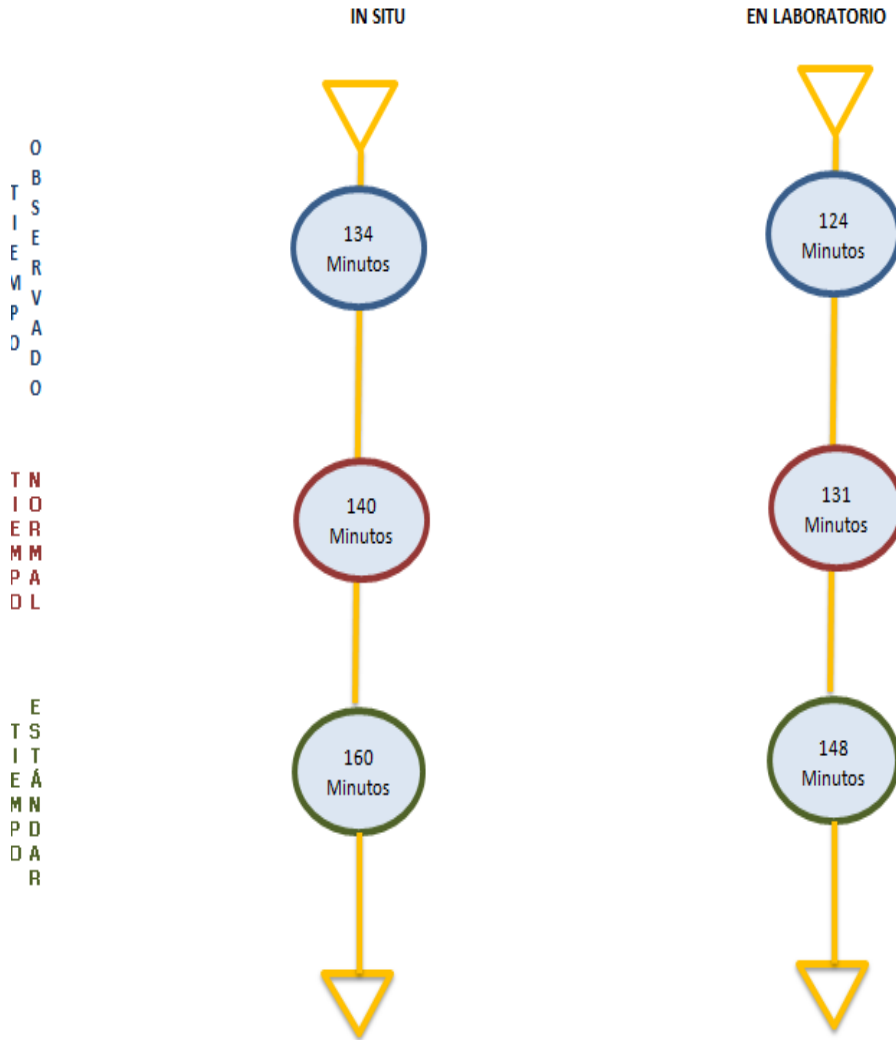 IN SITU
EN LABORATORIO
TIEMPO
OBSERVADO
134
Minutos
124
Minutos
TIEMPO
NORMAL
140
Minutos
131
Minutos
TIEMPO
ESTÁNDAR
160
Minutos
148
Minutos